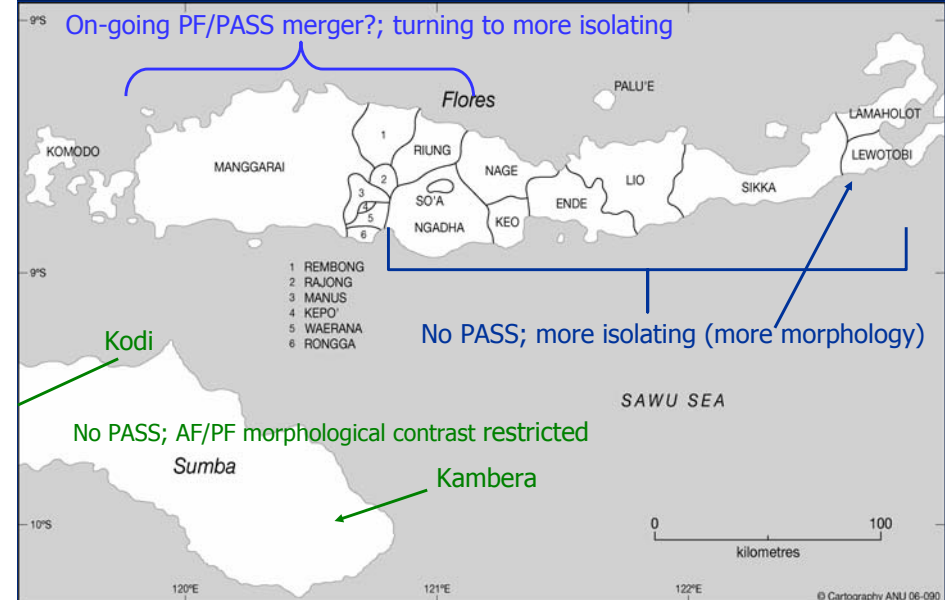 9°S
On-going PF/PASS merger?; turning to more isolating
Flores
PALU'E
LAMAHOLOT
KOMODO
1
LEWOTOBI
MANGGARAI
RIUNG
NAGE
LIO
2
SIKKA
3
SO'A
ENDE
4
5
NGADHA
KEO
6
9°S
1 REMBONG
2 RAJONG
3 MANUS
4 KEPO'
5 WAERANA
6 RONGGA
No PASS; more isolating (more morphology)
Kodi
SAWU SEA
No PASS; AF/PF morphological contrast restricted
Sumba
Kambera
10°S
0 100
kilometres
120°E 121°E 122°E
© Cartography ANU 06-090